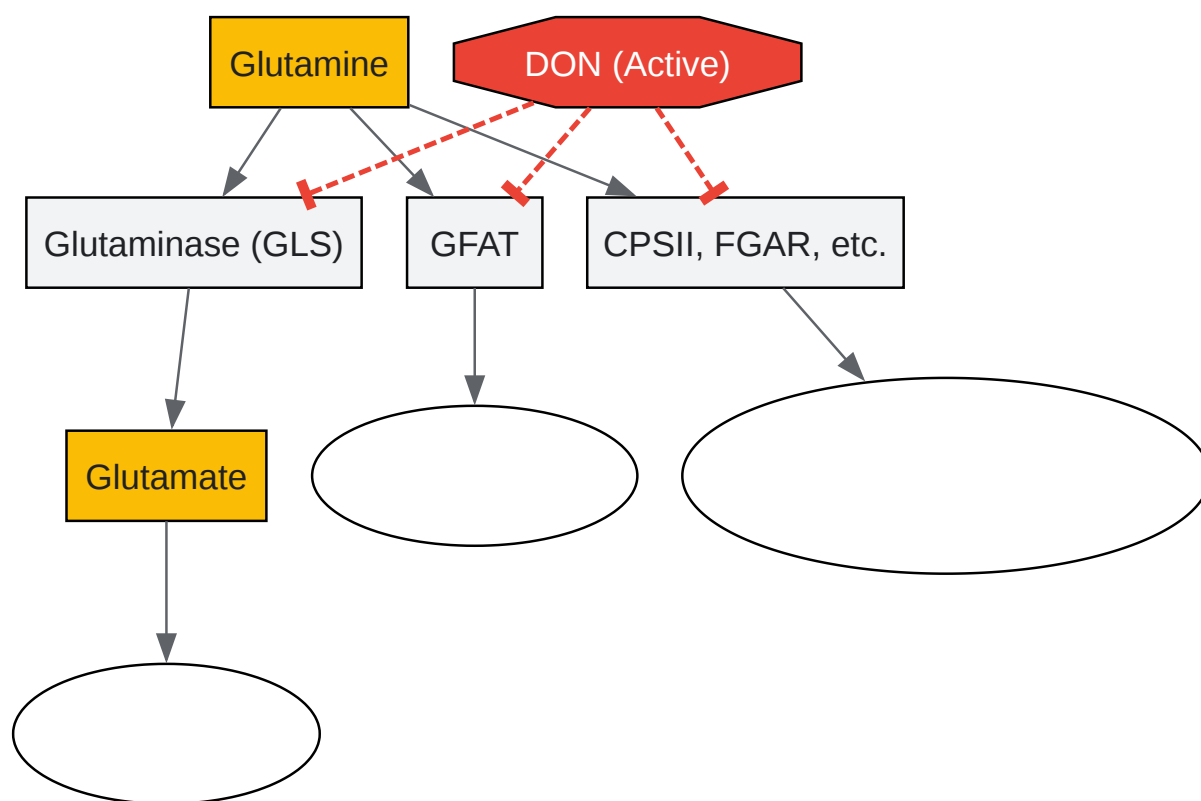 Glutamine
DON (Active)
Glutaminase (GLS)
GFAT
CPSII, FGAR, etc.
Glutamate